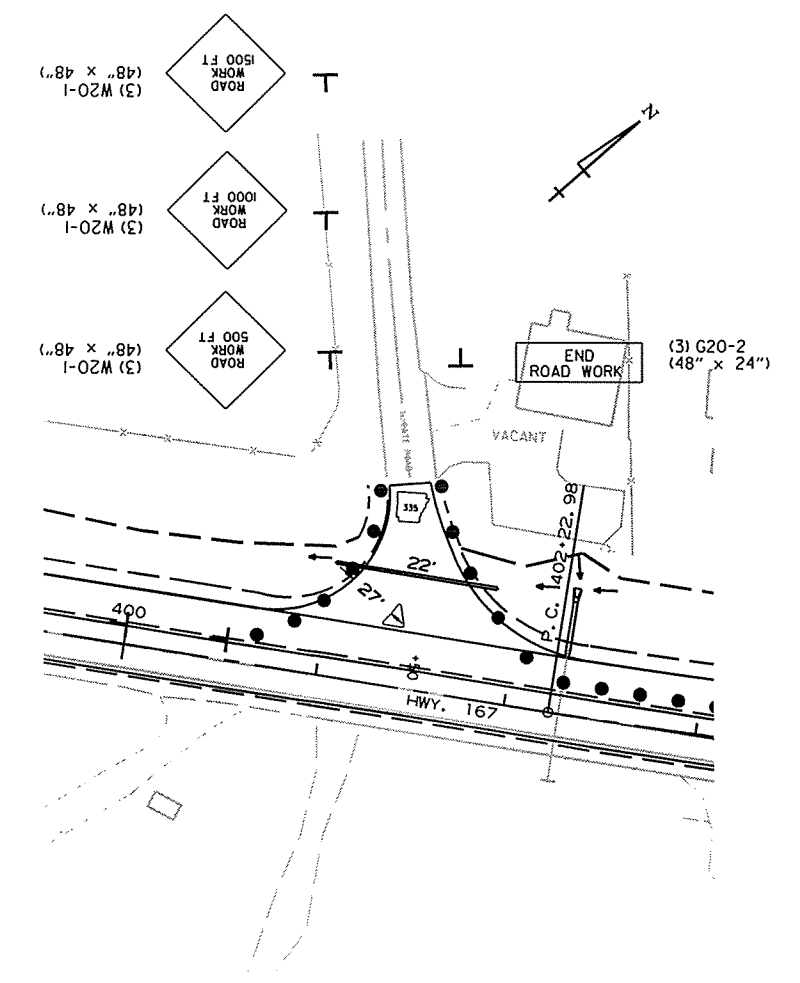 ROAD
WORK
1500 FT
(3) W20-1
(48" x 48")
N
ROAD
WORK
1000 FT
(3) W20-1
(48" x 48")
ROAD
WORK
500 FT
(3) W20-1
(48" x 48")
END
ROAD WORK
(3) G20-2
(48" x 24")
VACANT
335
P.C. 1402+22.98
22'
27'
400
+50
HWY. 167